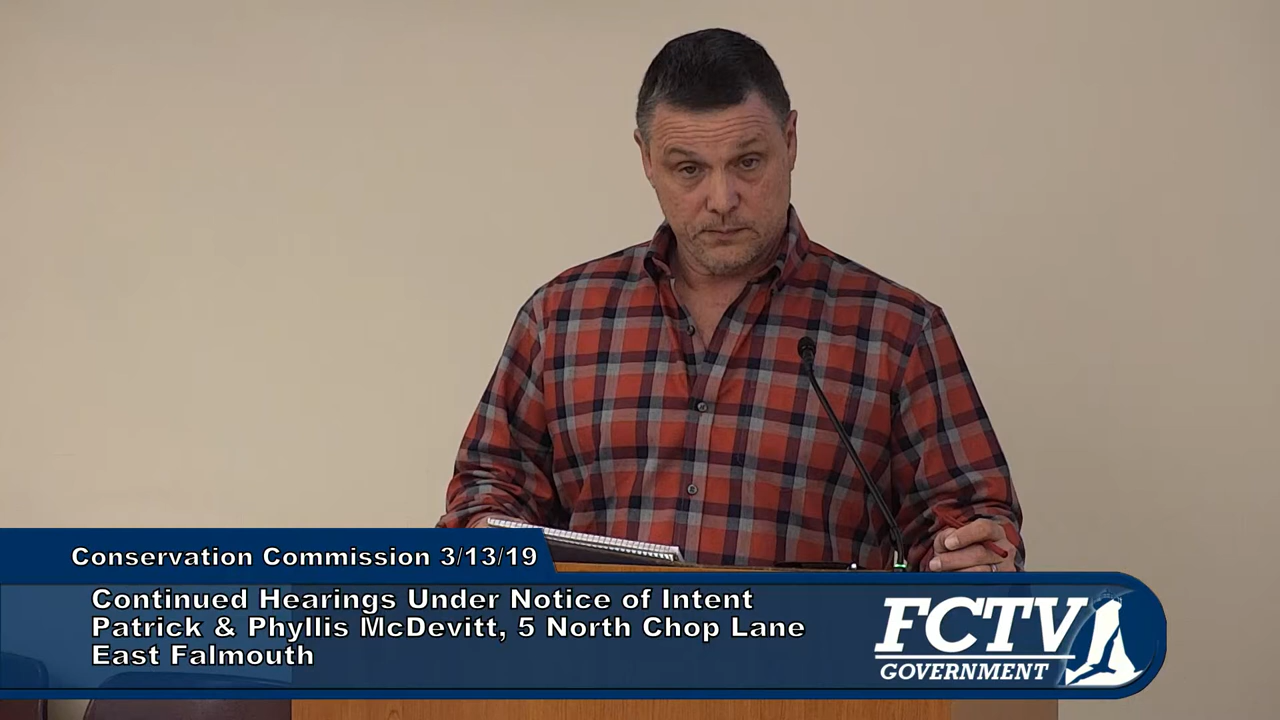 Conservation Commission 3/13/19
Continued Hearings Under Notice of Intent
Patrick & Phyllis McDevitt, 5 North Chop Lane
East Falmouth
FCTV
GOVERNMENT